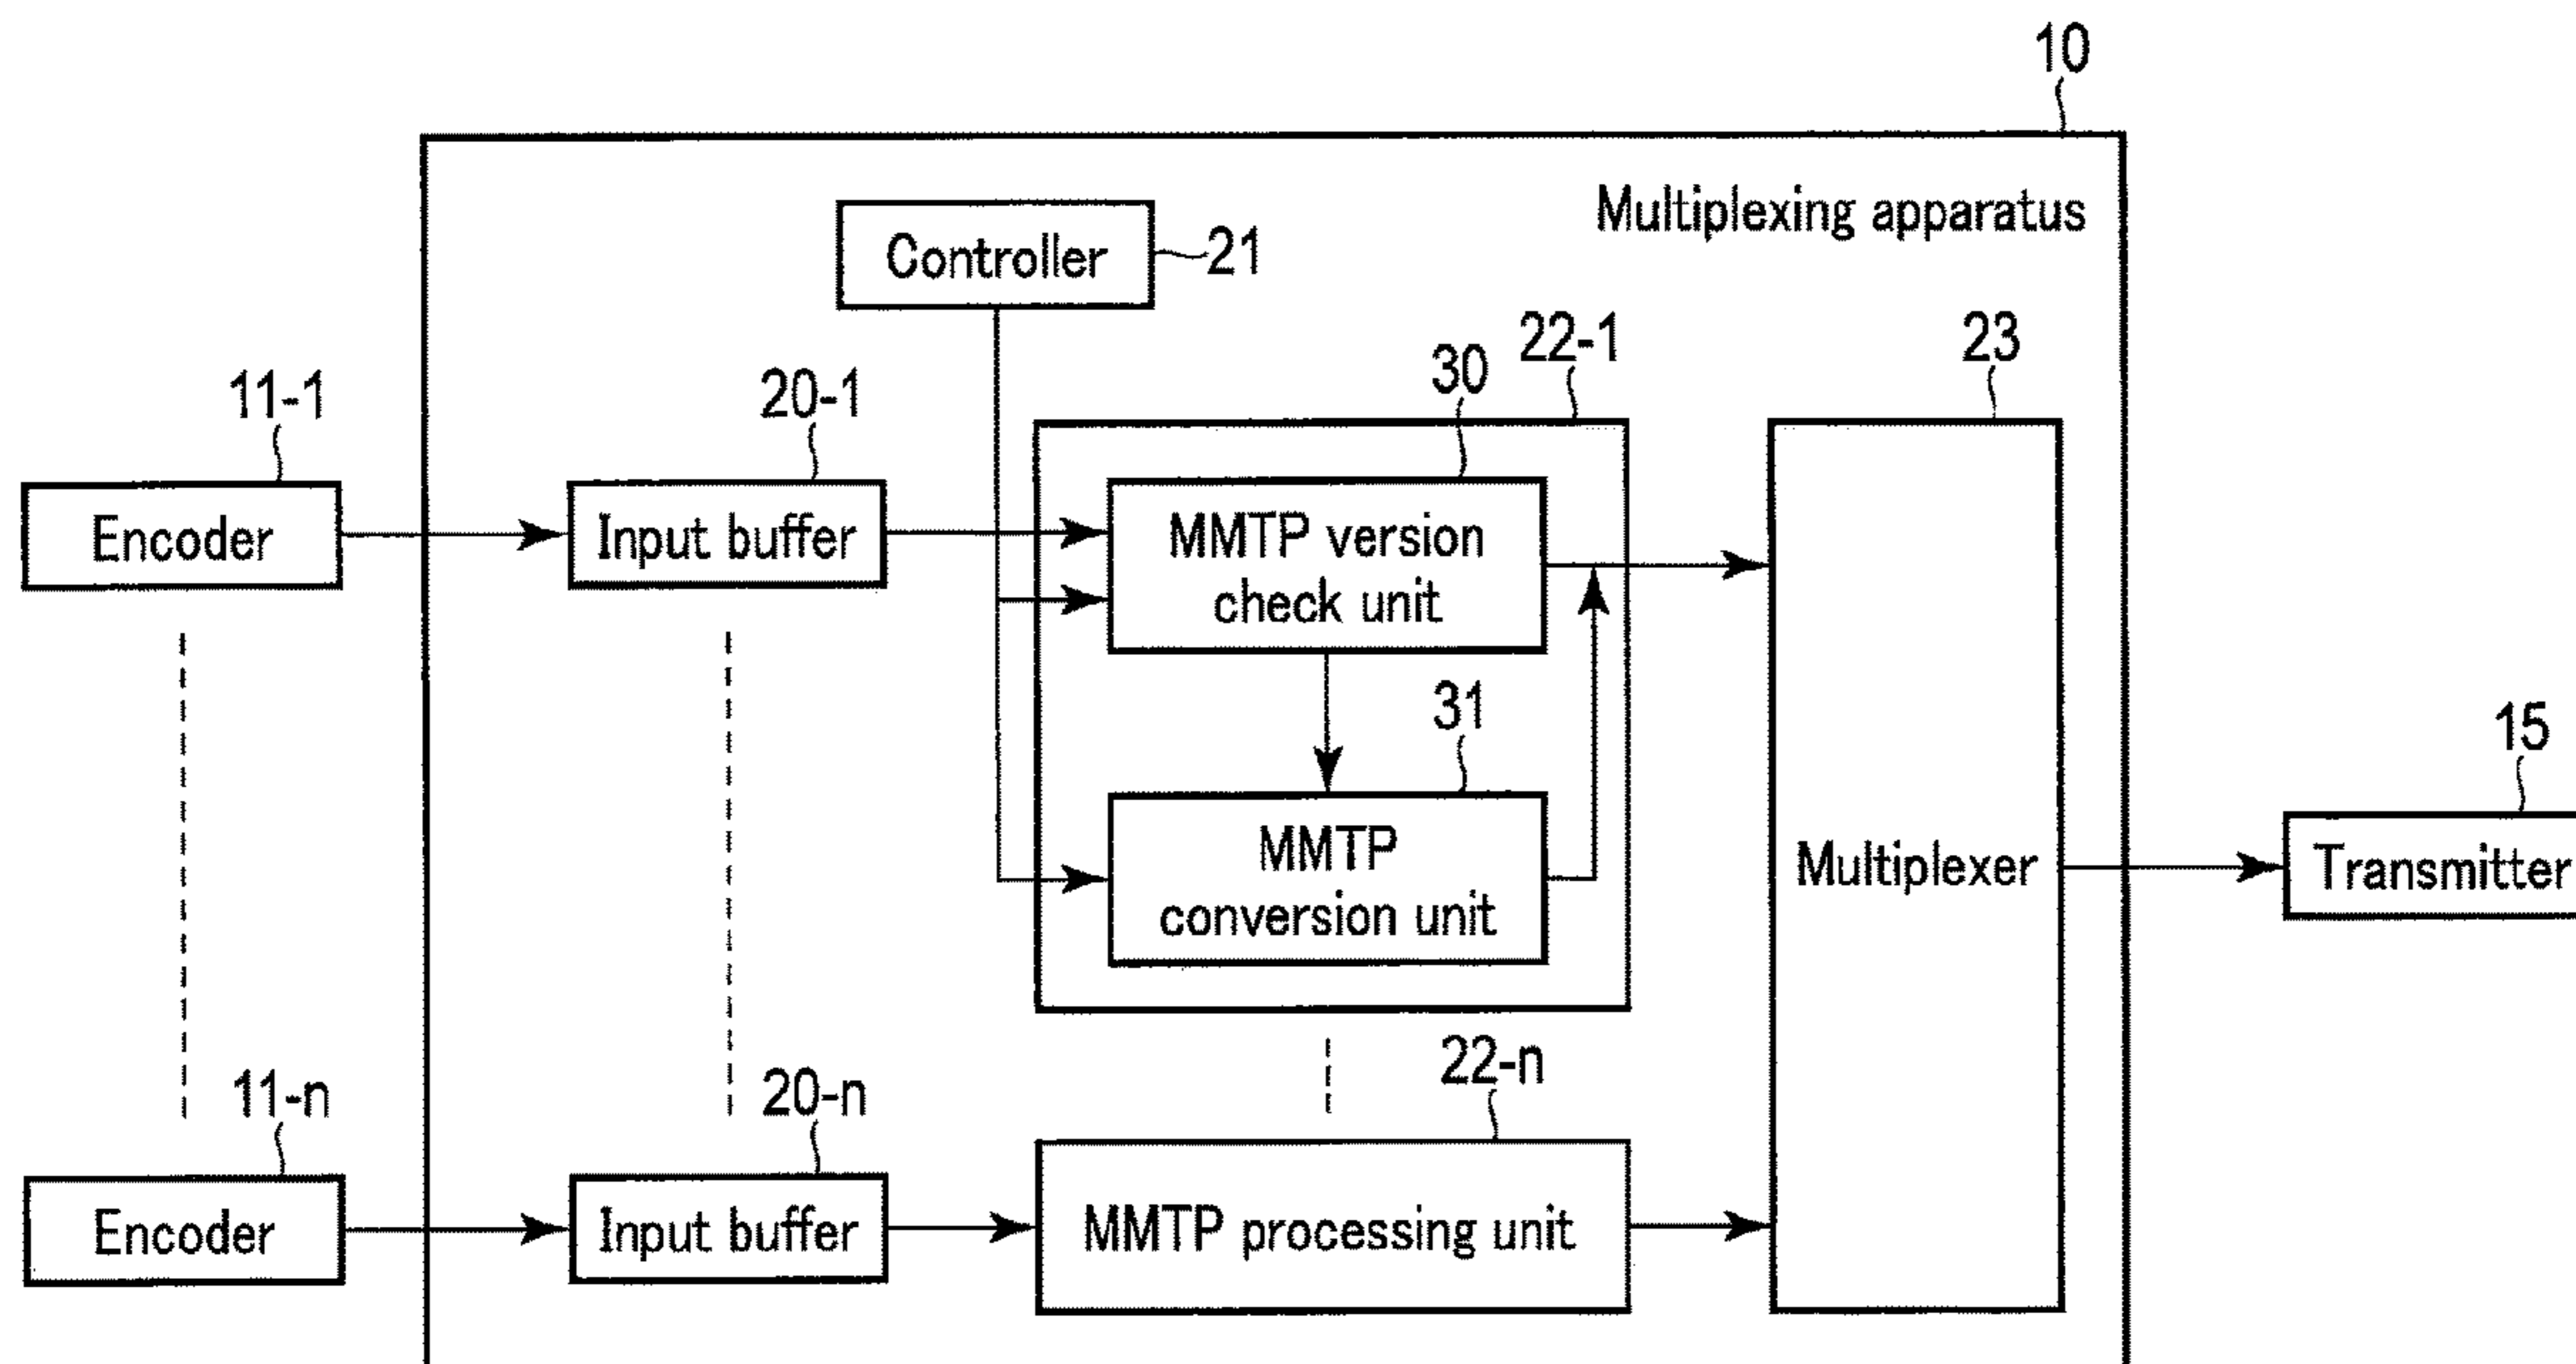 10
Multiplexing apparatus
Controller
21
22-1
23
30
20-1
11-1
Encoder
Input buffer
MMTP version
check unit
31
MMTP
conversion unit
Multiplexer
15
Transmitter
22-n
20-n
11-n
Encoder
Input buffer
MMTP processing unit